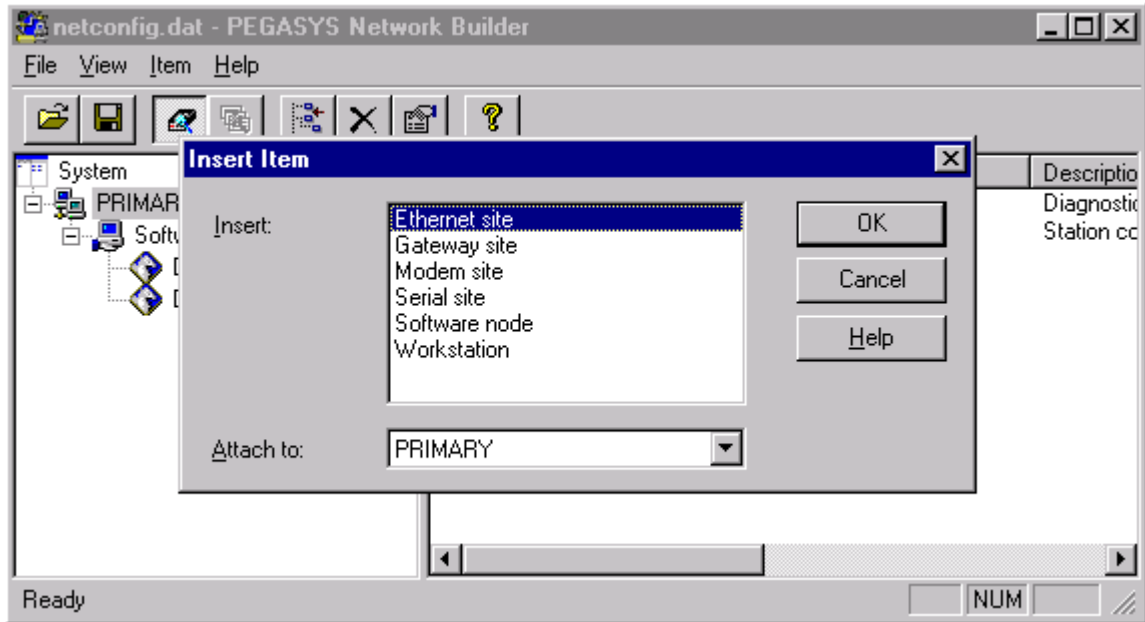 netconfig.dat - PEGASYS Network Builder
File View Item Help
Insert Item
System
Descriptio
PRIMAR
Diagnostic
Softw
Station co
D
D
Insert:
Ethernet site
Gateway site
Modem site
Serial site
Software node
Workstation
OK
Cancel
Help
Attach to:
PRIMARY
Ready
NUM